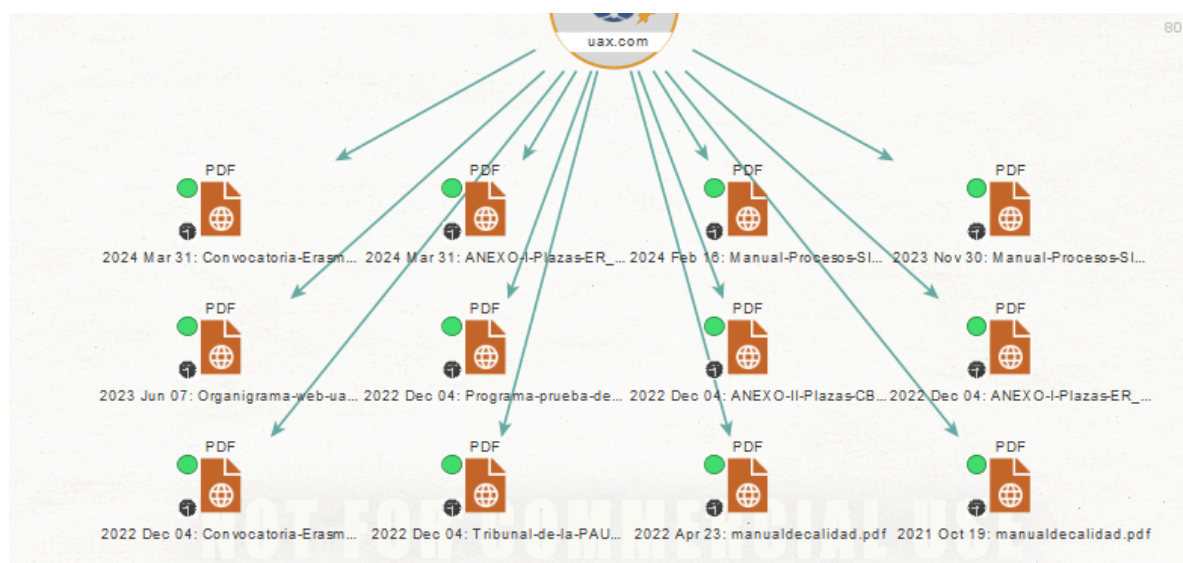 80
uax.com
PDF PDF PDF PDF
2024 Mar 31: Convocatoria-Erasm... 2024 Mar 31: ANEXO-I-Plazas-ER_... 2024 Feb 16: Manual-Procesos-SI... 2023 Nov 30: Manual-Procesos-SI...
PDF PDF PDF PDF
2023 Jun 07: Organigrama-web-ua... 2022 Dec 04: Programa-prueba-de... 2022 Dec 04: ANEXO-II-Plazas-CB... 2022 Dec 04: ANEXO-I-Plazas-ER_...
PDF PDF PDF PDF
2022 Dec 04: Convocatoria-Erasm... 2022 Dec 04: Tribunal-de-la-PAU... 2022 Apr 23: manualdecalidad.pdf 2021 Oct 19: manualdecalidad.pdf
NOT FOR COMMERCIAL USE